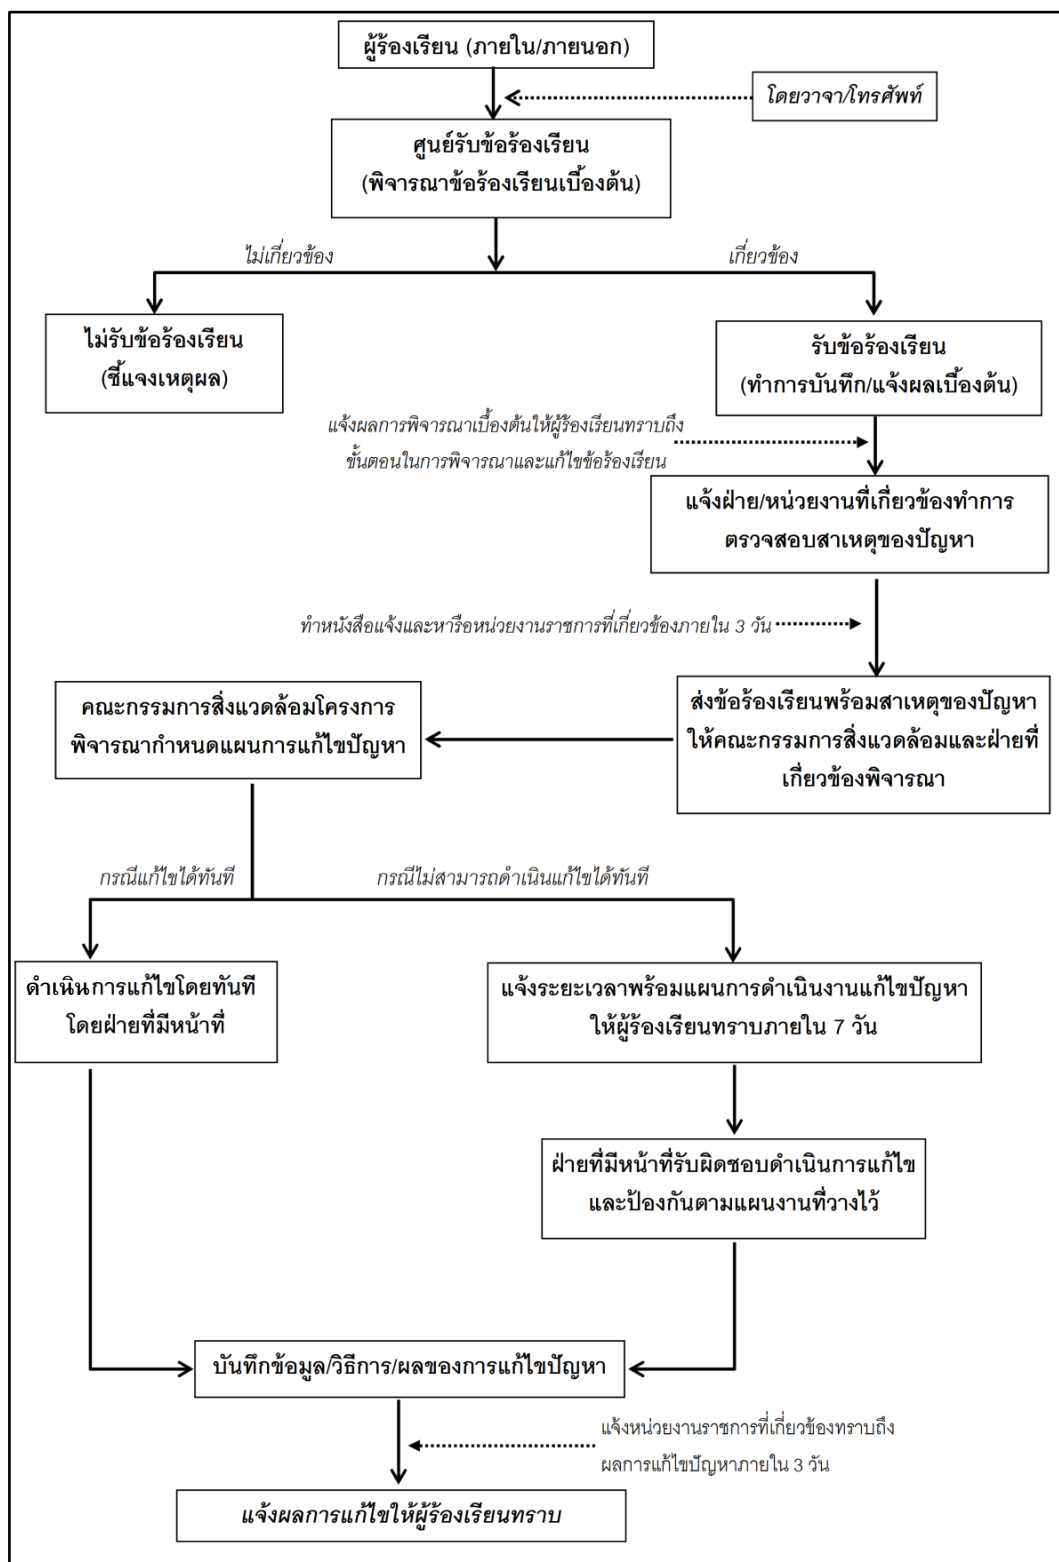 ผู้ร้องเรียน (ภายใน/ภายนอก)
โดยวาจา/โทรศัพท์
ศูนย์รับข้อร้องเรียน
(พิจารณาข้อร้องเรียนเบื้องต้น)
ไม่เกี่ยวข้อง
เกี่ยวข้อง
ไม่รับข้อร้องเรียน
(ชี้แจงเหตุผล)
รับข้อร้องเรียน
(ทำการบันทึก/แจ้งผลเบื้องต้น)
แจ้งผลการพิจารณาเบื้องต้นให้ผู้ร้องเรียนทราบถึง
ขั้นตอนในการพิจารณาและแก้ไขข้อร้องเรียน
แจ้งฝ่าย/หน่วยงานที่เกี่ยวข้องทำการ
ตรวจสอบสาเหตุของปัญหา
ทำหนังสือแจ้งและหารือหน่วยงานราชการที่เกี่ยวข้องภายใน 3 วัน
คณะกรรมการสิ่งแวดล้อมโครงการ
พิจารณากำหนดแผนการแก้ไขปัญหา
ส่งข้อร้องเรียนพร้อมสาเหตุของปัญหา
ให้คณะกรรมการสิ่งแวดล้อมและฝ่ายที่
เกี่ยวข้องพิจารณา
กรณีแก้ไขได้ทันที
กรณีไม่สามารถดำเนินแก้ไขได้ทันที
ดำเนินการแก้ไขโดยทันที
โดยฝ่ายที่มีหน้าที่
แจ้งระยะเวลาพร้อมแผนการดำเนินงานแก้ไขปัญหา
ให้ผู้ร้องเรียนทราบภายใน 7 วัน
ฝ่ายที่มีหน้าที่รับผิดชอบดำเนินการแก้ไข
และป้องกันตามแผนงานที่วางไว้
บันทึกข้อมูล/วิธีการ/ผลของการแก้ไขปัญหา
แจ้งหน่วยงานราชการที่เกี่ยวข้องทราบถึง
ผลการแก้ไขปัญหาภายใน 3 วัน
แจ้งผลการแก้ไขให้ผู้ร้องเรียนทราบ